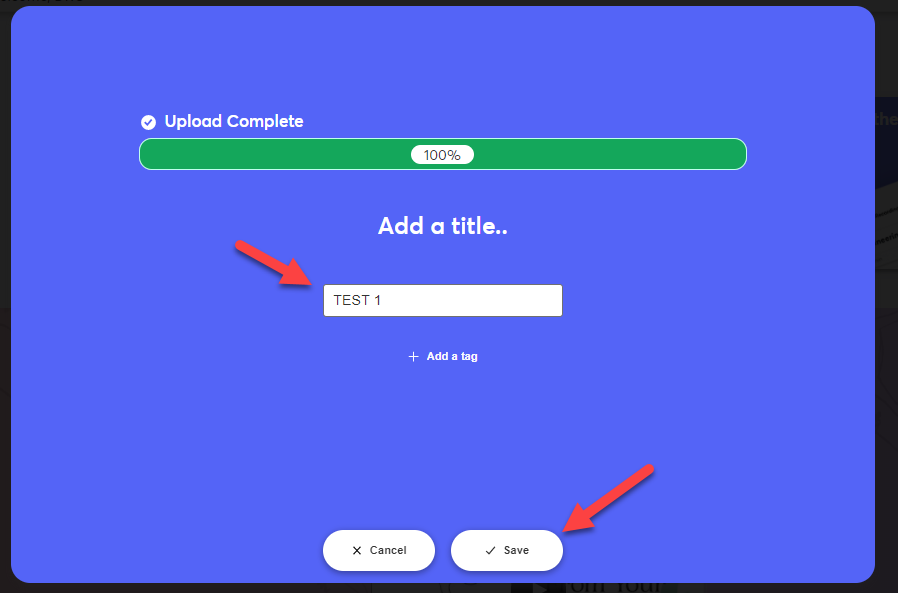 Upload Complete
100%
Add a title..
TEST 1
Add a tag
Cancel
Save